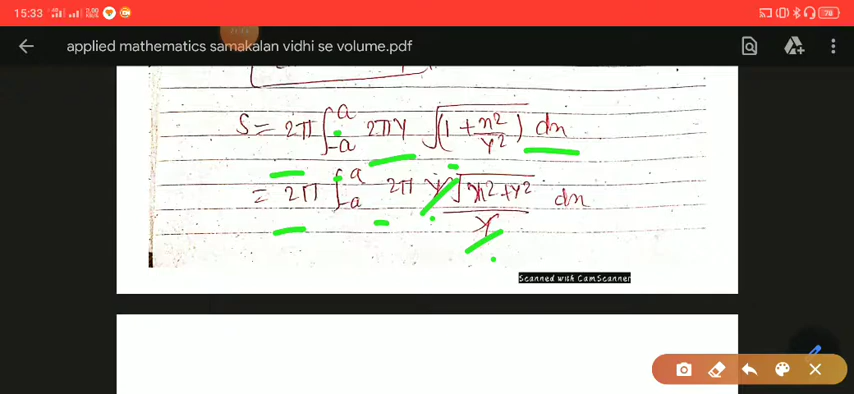 15:33
78
applied mathematics samakalan vidhi se volume.pdf
S = 2π ∫_{-a}^{a} 2πy √(1 + x²/y²) dx
= 2π ∫_{-a}^{a} 2π y √(x² + y²) / y dx
Scanned with CamScanner